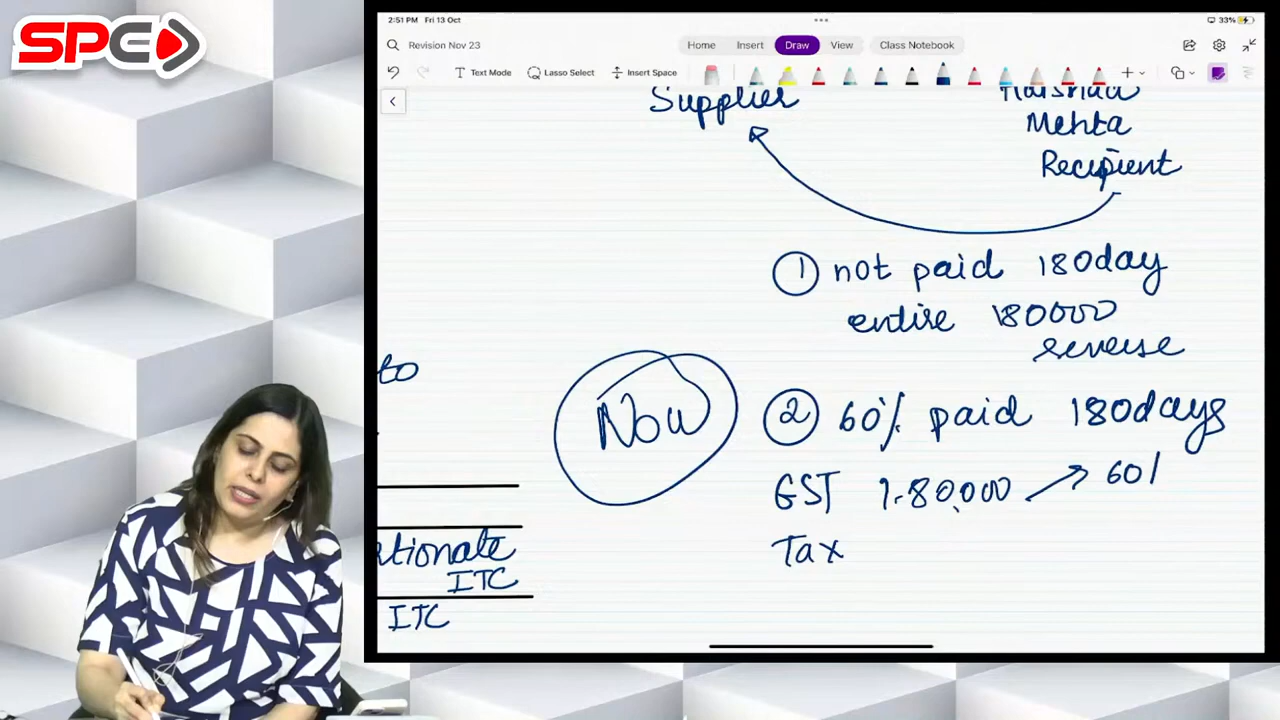 SPC
2:51 PM Fri 13 Oct
33%
Revision Nov 23
Home Insert Draw View Class Notebook
Text Mode Lasso Select Insert Space
Supplier
Mehta
Recipient
1 not paid 180day
entire 180000
reverse
to
Now
2 60% paid 180days
GST 1,80,000 → 60%
Tax
tionate
ITC
ITC